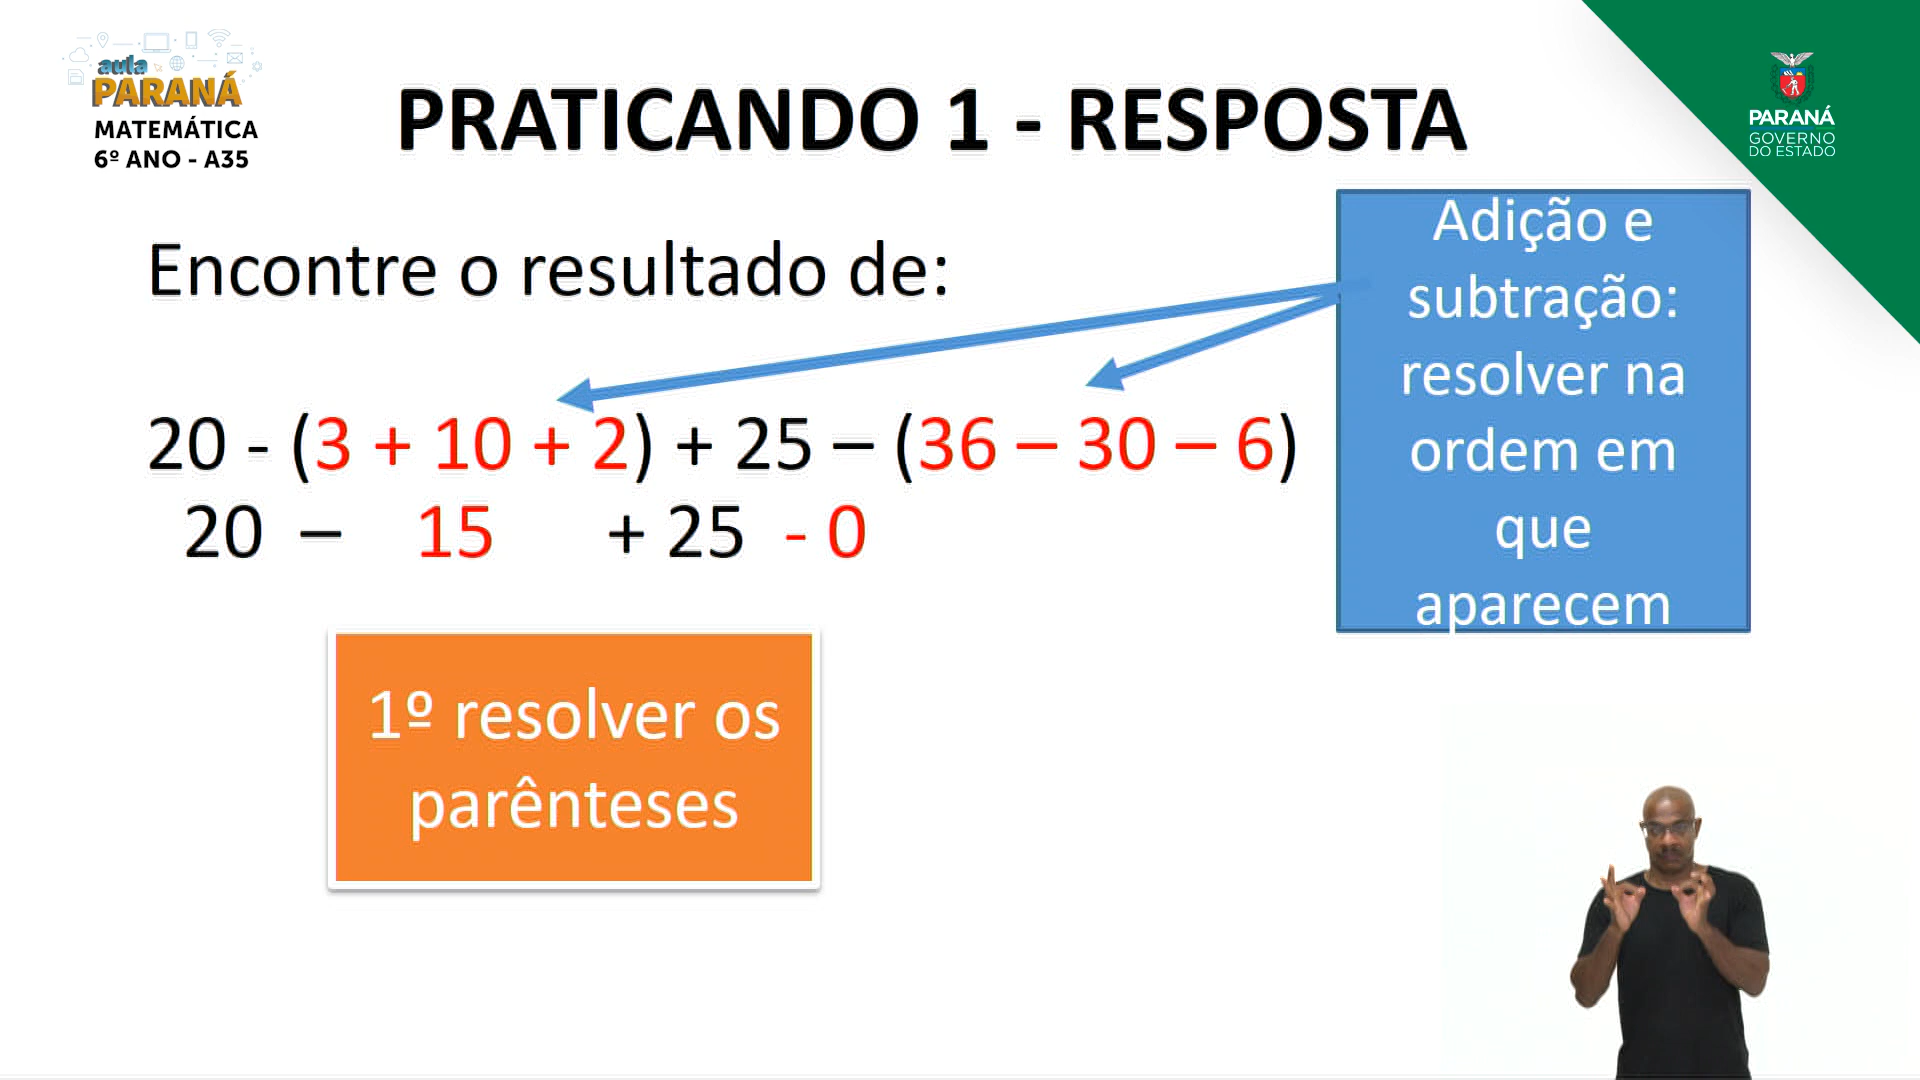 aula
PARANÁ
MATEMÁTICA
6º ANO - A35
PRATICANDO 1 - RESPOSTA
PARANÁ
GOVERNO
DO ESTADO
Encontre o resultado de:
20 - (3 + 10 + 2) + 25 – (36 – 30 – 6)
20 – 15 + 25 - 0
Adição e
subtração:
resolver na
ordem em
que
aparecem
1º resolver os
parênteses